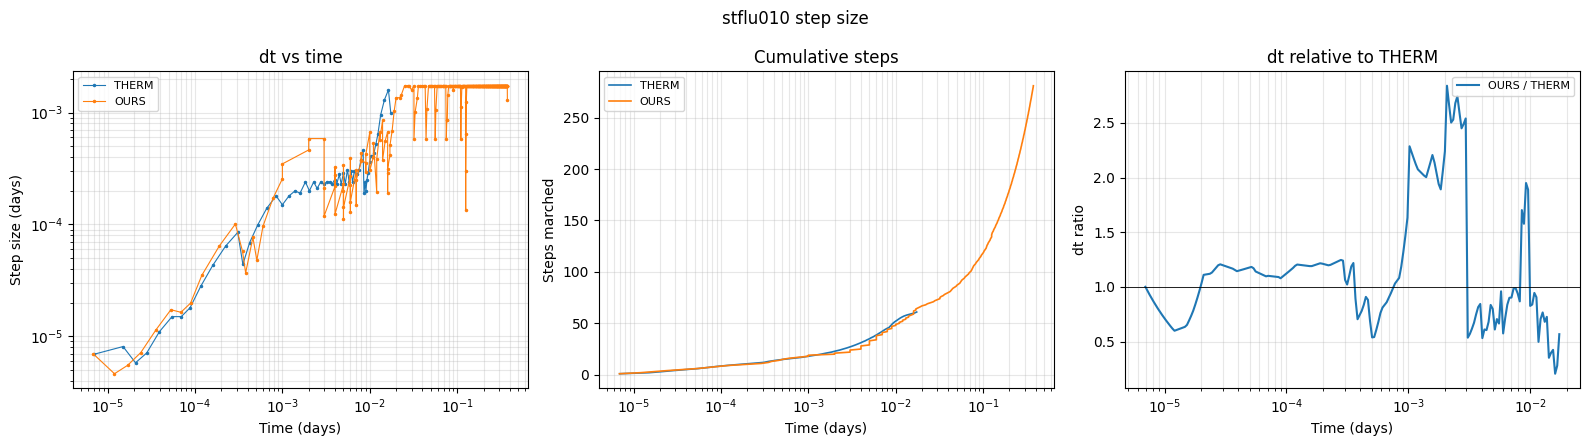 stflu010 step size
dt vs time
Step size (days)
10⁻³
10⁻⁴
10⁻⁵
THERM
OURS
10⁻⁵ 10⁻⁴ 10⁻³ 10⁻² 10⁻¹
Time (days)
Cumulative steps
Steps marched
250
200
150
100
50
0
THERM
OURS
10⁻⁵ 10⁻⁴ 10⁻³ 10⁻² 10⁻¹
Time (days)
dt relative to THERM
dt ratio
2.5
2.0
1.5
1.0
0.5
OURS / THERM
10⁻⁵ 10⁻⁴ 10⁻³ 10⁻²
Time (days)